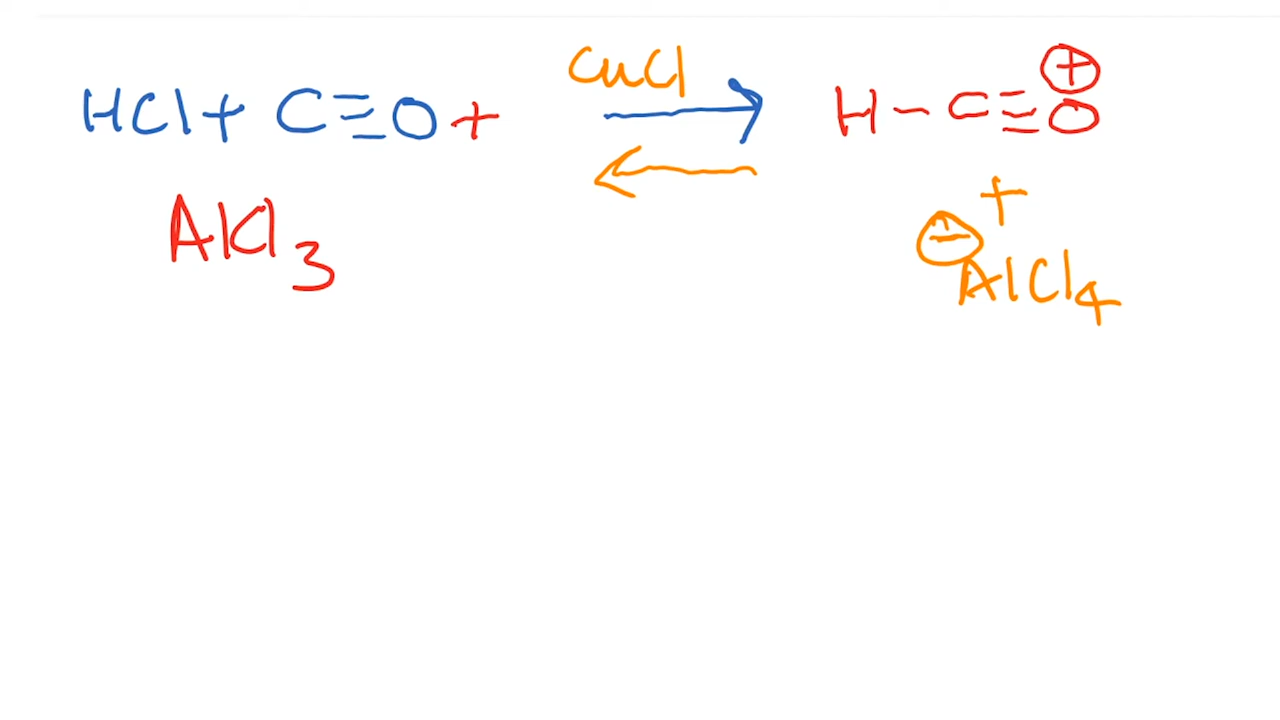 CuCl
HCl + C≡O + ⇄ H-C≡O⊕
AlCl3
+
⊖AlCl4